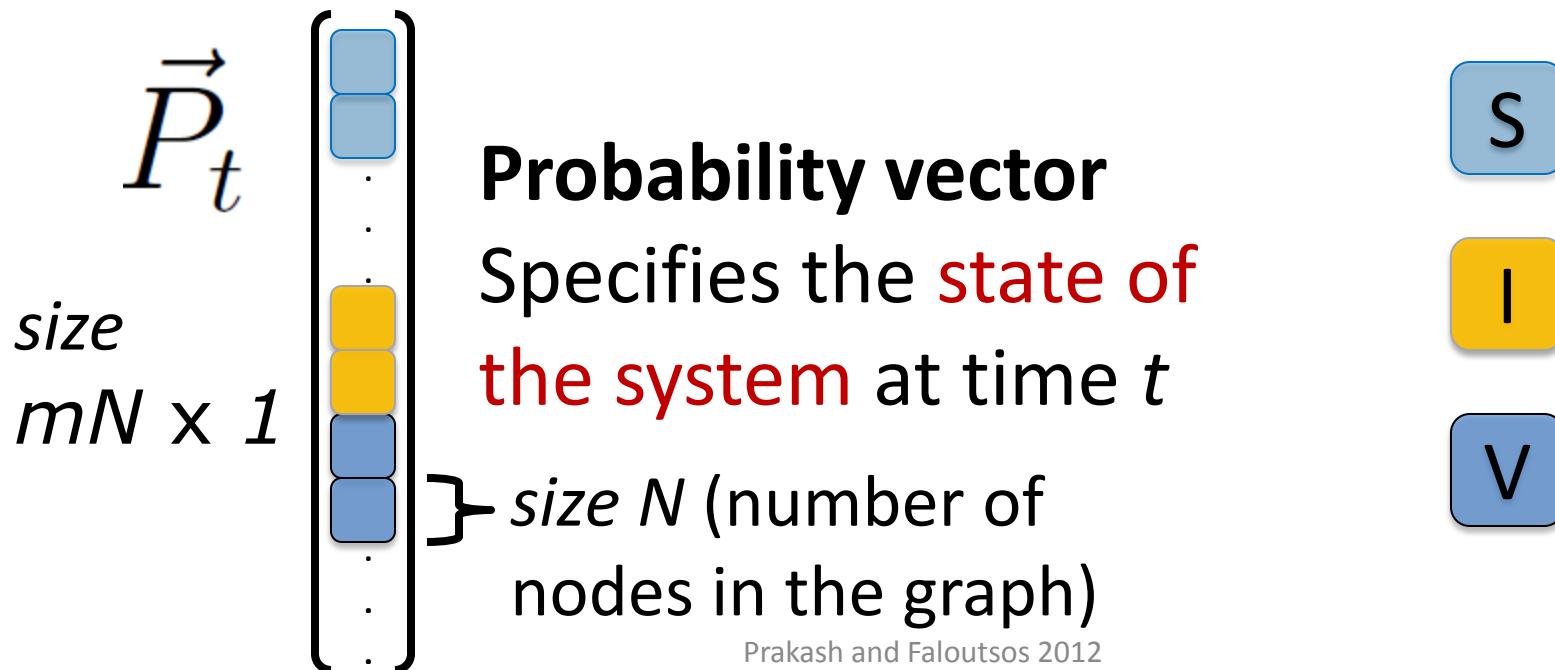 P⃗_t
size
mN x 1
Probability vector
Specifies the state of
the system at time t
size N (number of
nodes in the graph)
S
I
V
Prakash and Faloutsos 2012